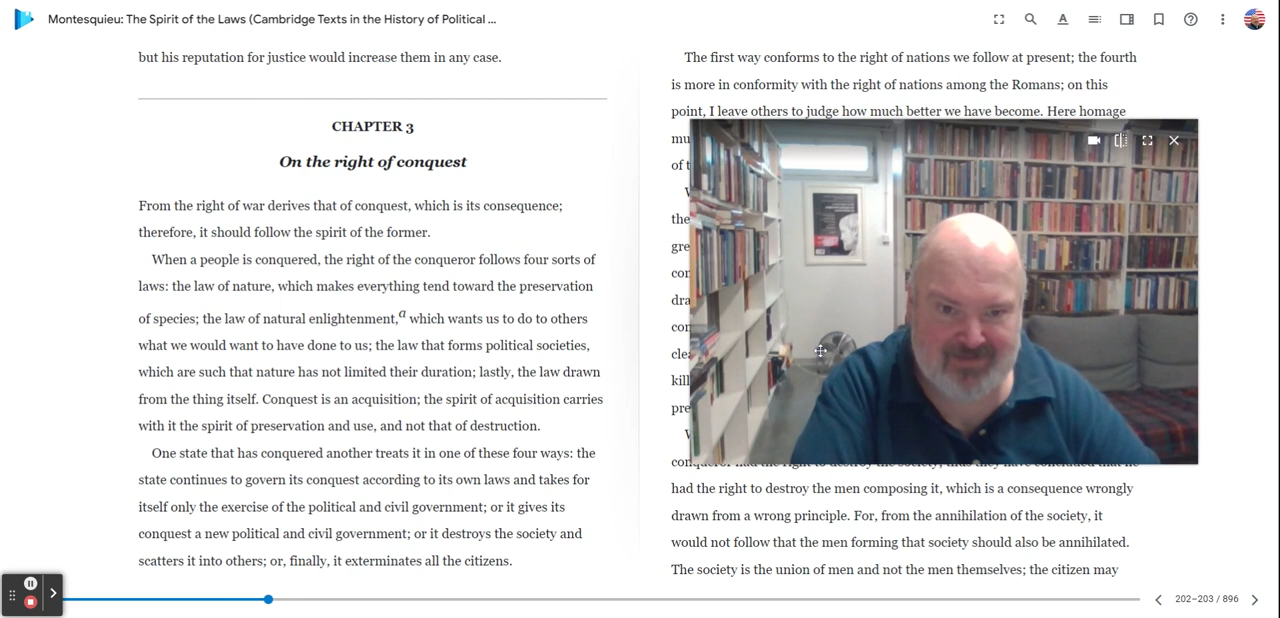 Montesquieu: The Spirit of the Laws (Cambridge Texts in the History of Political ...
but his reputation for justice would increase them in any case.
CHAPTER 3
On the right of conquest
From the right of war derives that of conquest, which is its consequence;
therefore, it should follow the spirit of the former.
When a people is conquered, the right of the conqueror follows four sorts of
laws: the law of nature, which makes everything tend toward the preservation
of species; the law of natural enlightenment,a which wants us to do to others
what we would want to have done to us; the law that forms political societies,
which are such that nature has not limited their duration; lastly, the law drawn
from the thing itself. Conquest is an acquisition; the spirit of acquisition carries
with it the spirit of preservation and use, and not that of destruction.
One state that has conquered another treats it in one of these four ways: the
state continues to govern its conquest according to its own laws and takes for
itself only the exercise of the political and civil government; or it gives its
conquest a new political and civil government; or it destroys the society and
scatters it into others; or, finally, it exterminates all the citizens.
The first way conforms to the right of nations we follow at present; the fourth
is more in conformity with the right of nations among the Romans; on this
point, I leave others to judge how much better we have become. Here homage
had the right to destroy the men composing it, which is a consequence wrongly
drawn from a wrong principle. For, from the annihilation of the society, it
would not follow that the men forming that society should also be annihilated.
The society is the union of men and not the men themselves; the citizen may
202–203 / 896